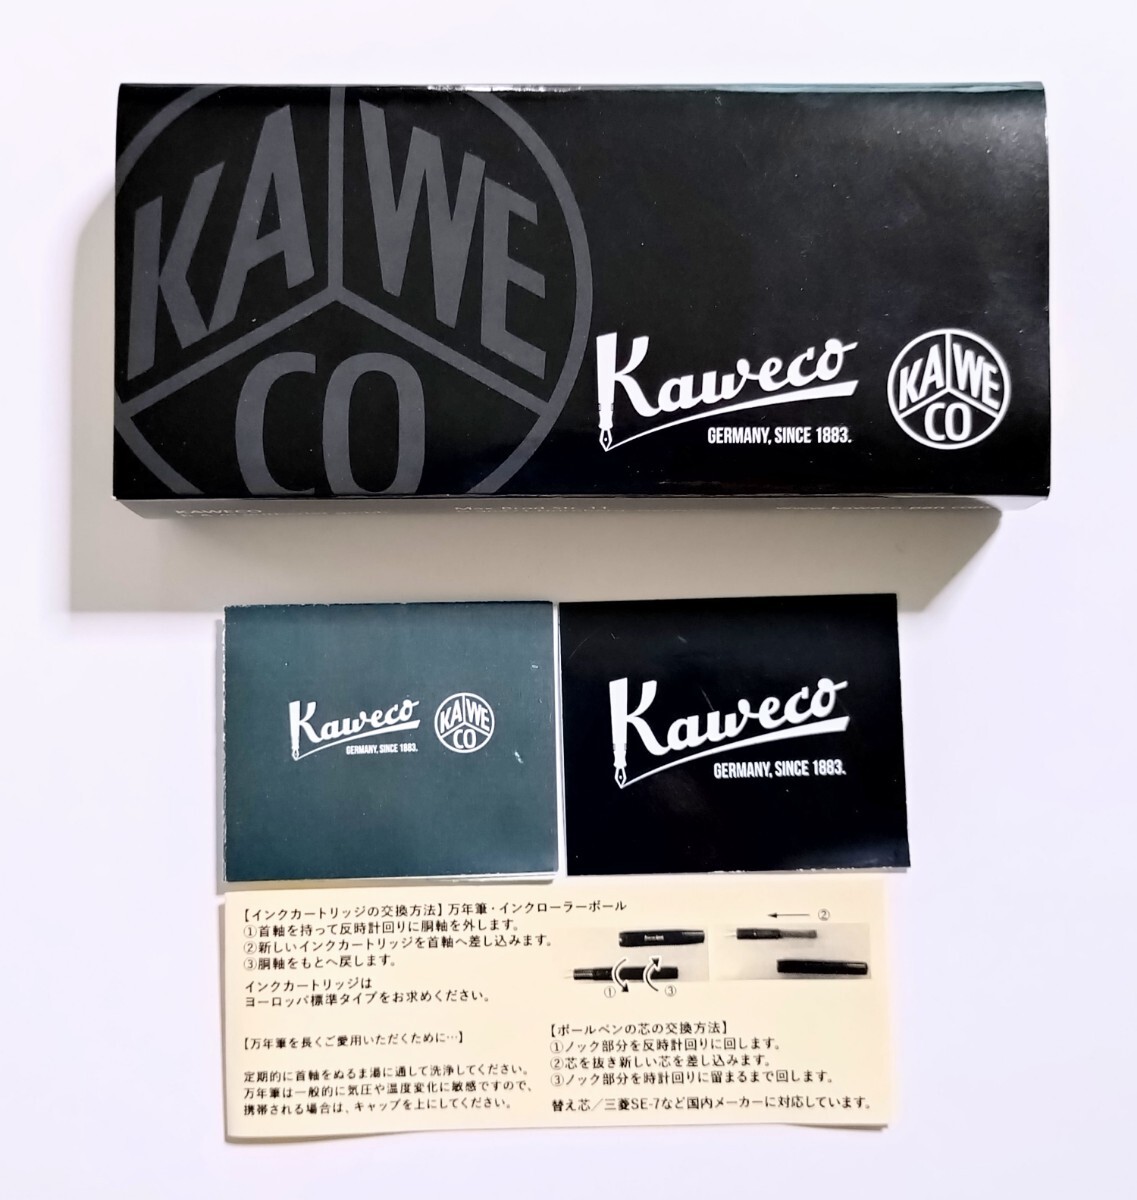 KAWECO
Kaweco
GERMANY, SINCE 1883.
KAWECO
KAWECO
Kaweco
GERMANY, SINCE 1883.
KAWECO
Kaweco
GERMANY, SINCE 1883.
【インクカートリッジの交換方法】万年筆・インクローラーボール
①首軸を持って反時計回りに胴軸を外します。
②新しいインクカートリッジを首軸へ差し込みます。
③胴軸をもとへ戻します。
インクカートリッジは
ヨーロッパ標準タイプをお求めください。
②
① ③
【万年筆を長くご愛用いただくために…】
定期的に首軸をぬるま湯に通して洗浄してください。
万年筆は一般的に気圧や温度変化に敏感ですので、
携帯される場合は、キャップを上にしてください。
【ボールペンの芯の交換方法】
①ノック部分を反時計回りに回します。
②芯を抜き新しい芯を差し込みます。
③ノック部分を時計回りに留まるまで回します。
替え芯／三菱SE-7など国内メーカーに対応しています。